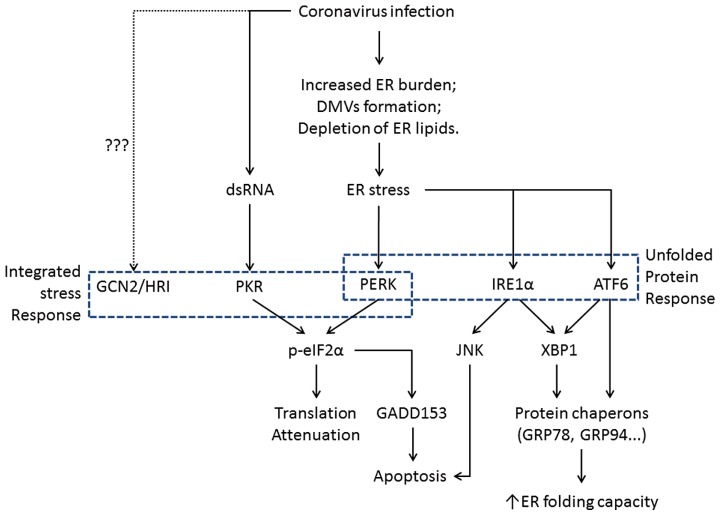 Coronavirus infection
Increased ER burden;
DMVs formation;
Depletion of ER lipids.
???
dsRNA
ER stress
Integrated
stress
Response
Unfolded
Protein
Response
GCN2/HRI
PKR
PERK
IRE1α
ATF6
p-eIF2α
JNK
XBP1
Translation
Attenuation
GADD153
Protein chaperons
(GRP78, GRP94...)
Apoptosis
↑ER folding capacity